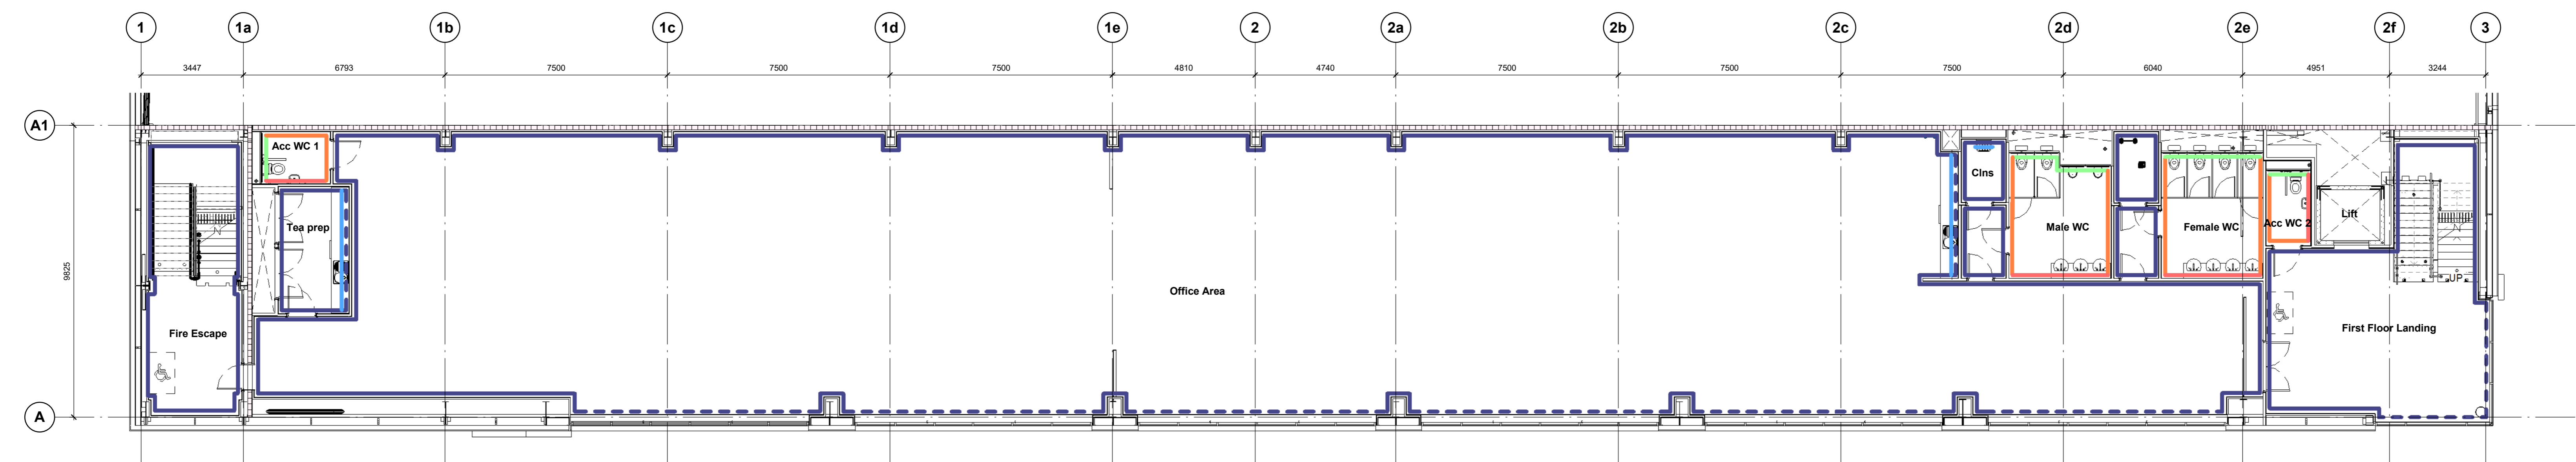 1 1a 1b 1c 1d 1e 2 2a 2b 2c 2d 2e 2f 3
3447 6793 7500 7500 7500 4810 4740 7500 7500 7500 6040 4951 3244
A1
Acc WC 1
Clns
Tea prep
Male WC
Female WC
Acc WC 2
Lift
9825
UP
Office Area
Fire Escape
First Floor Landing
A